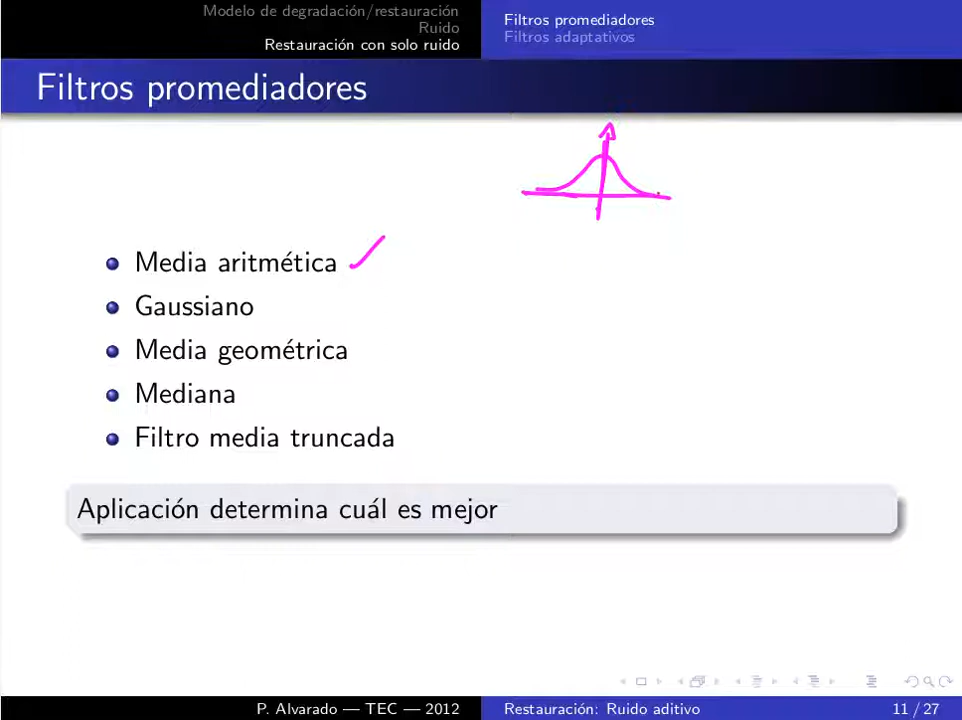 Modelo de degradación/restauración
Ruido
Restauración con solo ruido
Filtros promediadores
Filtros adaptativos
Filtros promediadores
Media aritmética
Gaussiano
Media geométrica
Mediana
Filtro media truncada
Aplicación determina cuál es mejor
P. Alvarado — TEC — 2012
Restauración: Ruido aditivo
11 / 27